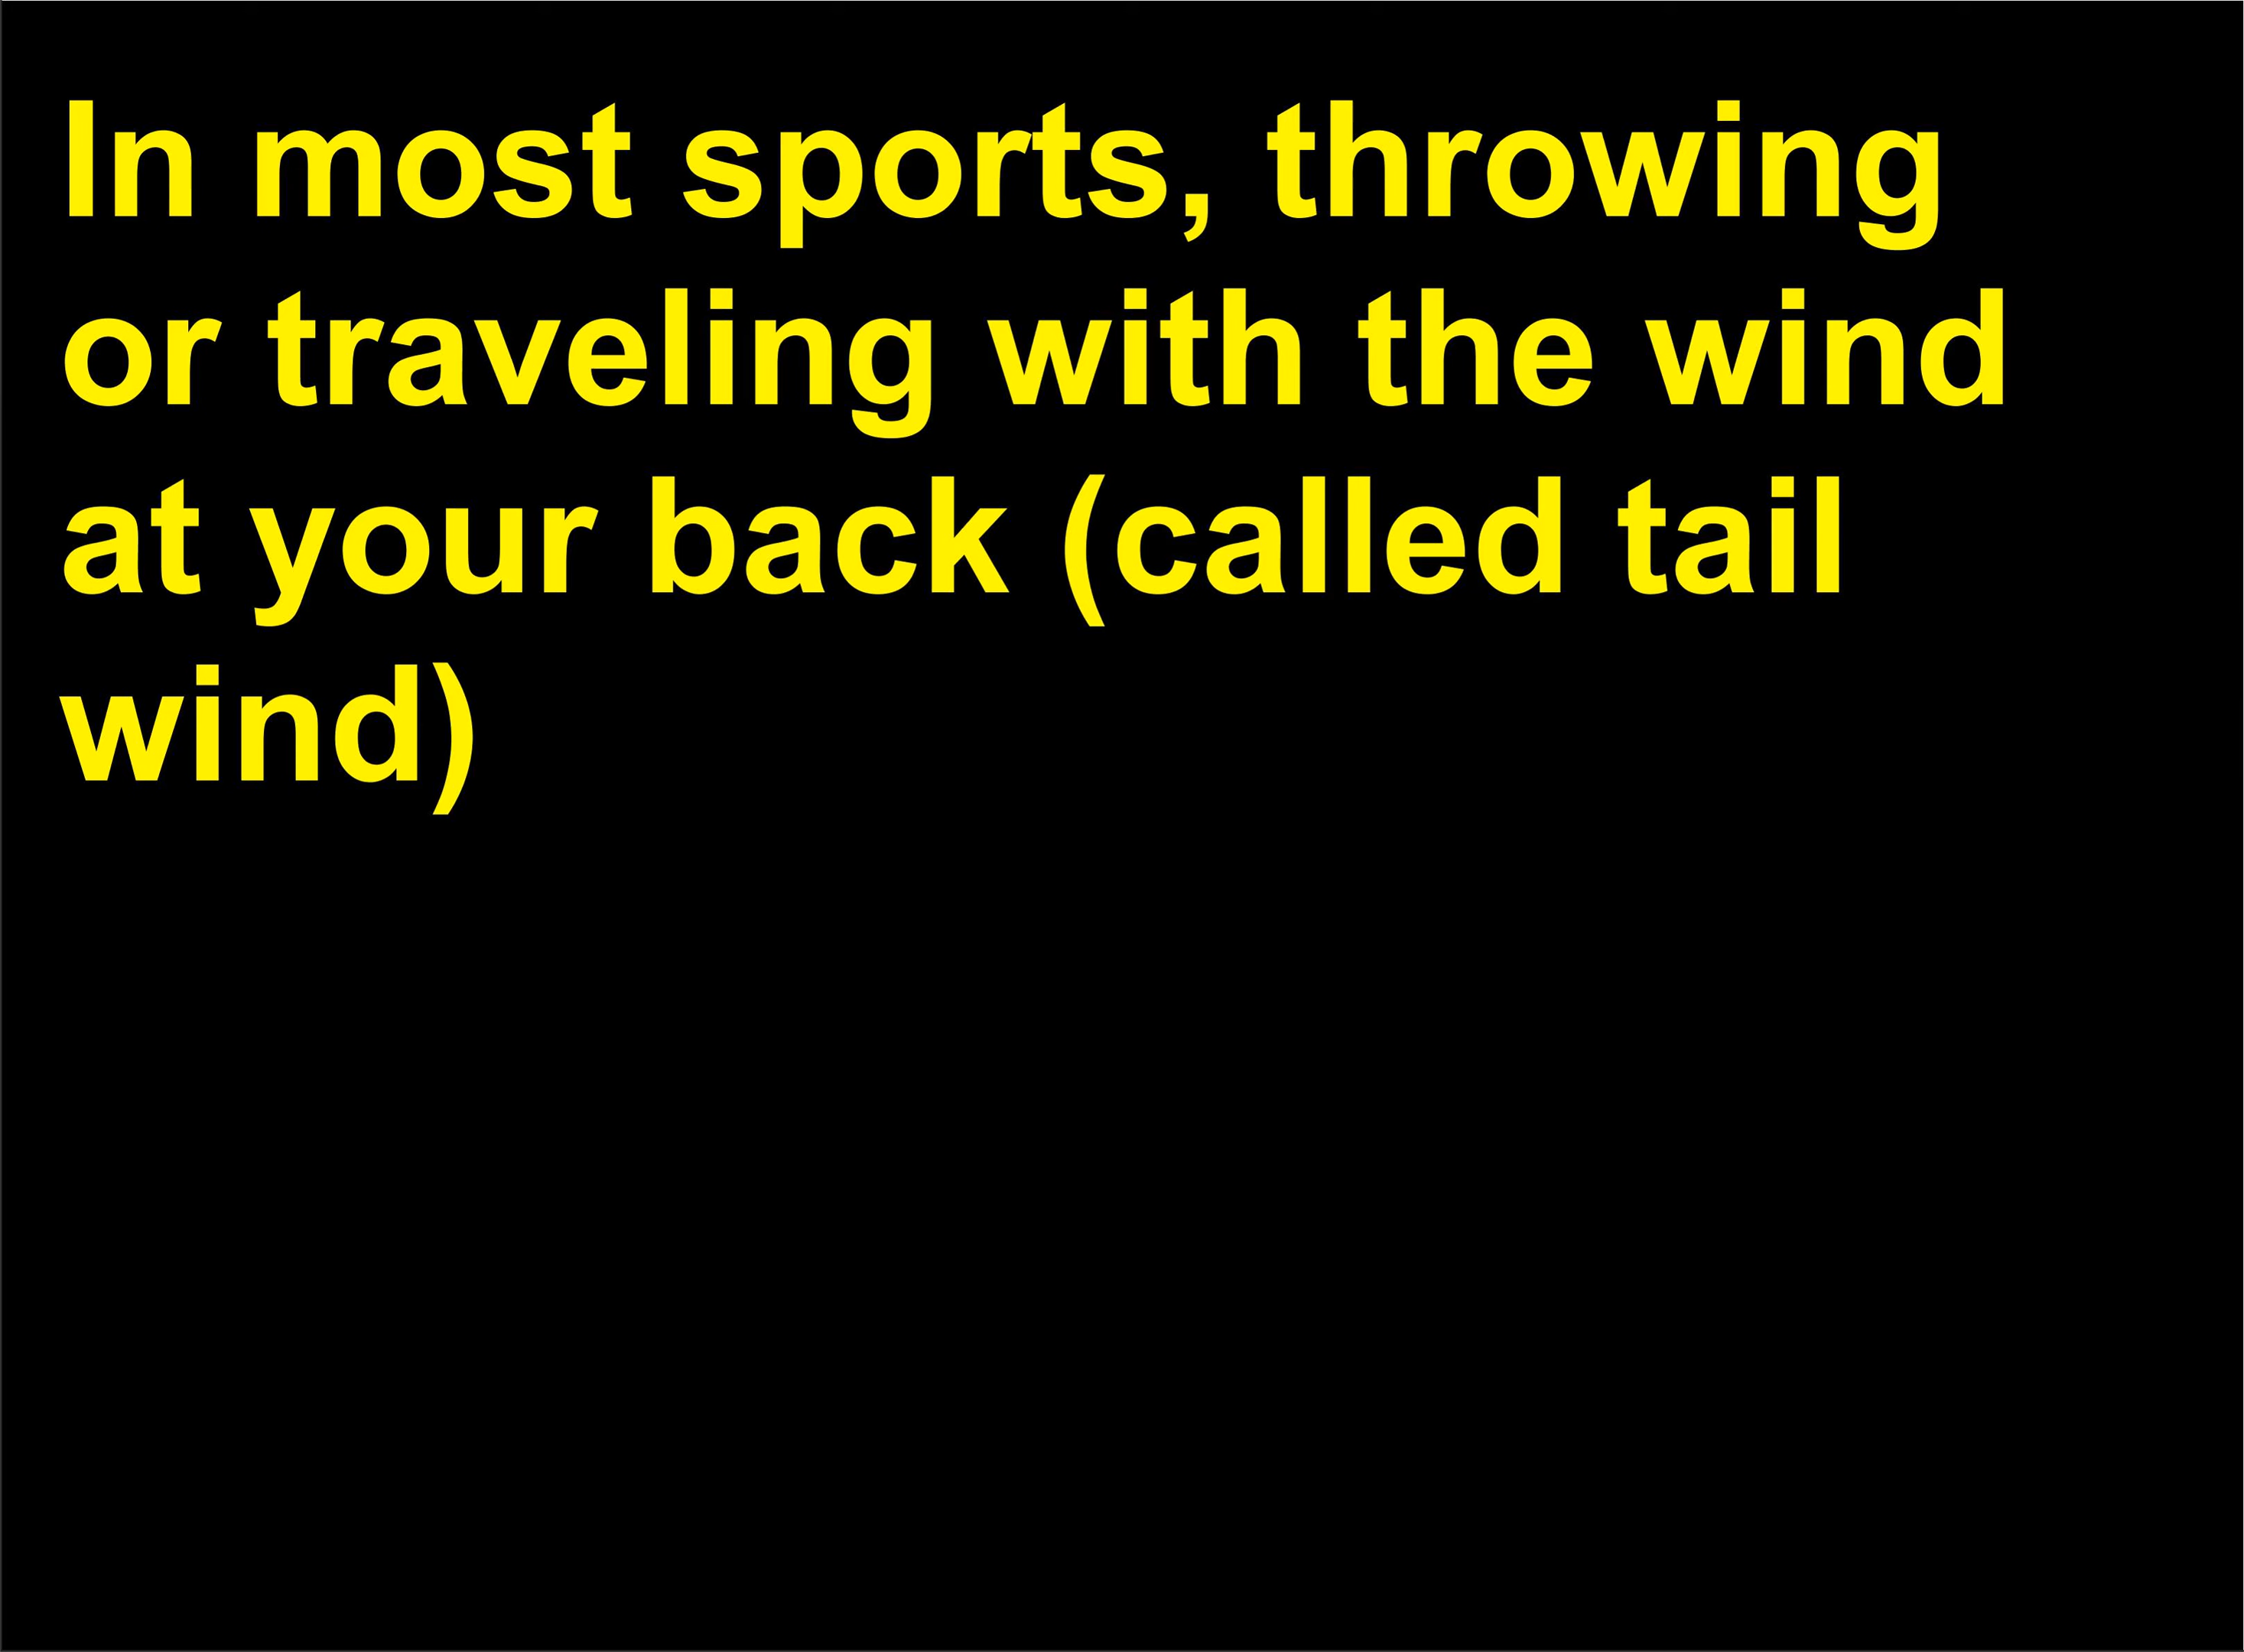 In most sports, throwing
or traveling with the wind
at your back (called tail
wind)